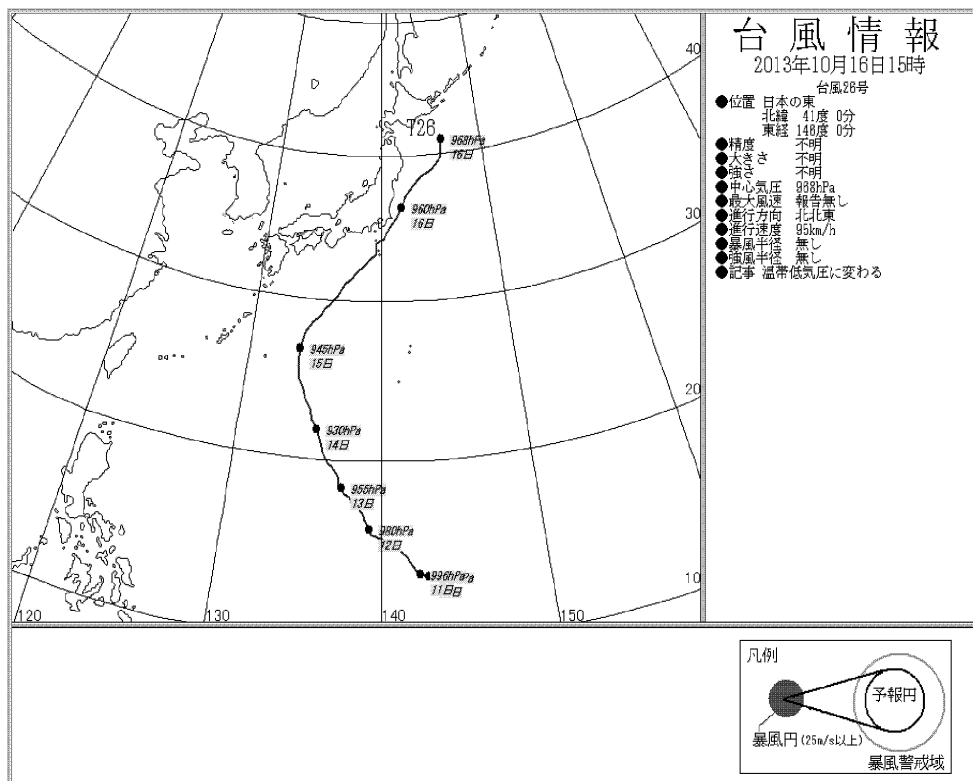 台風情報
2013年10月16日15時
台風26号
●位置 日本の東
北緯 41度 0分
東経 146度 0分
●精度 不明
●大きさ 不明
●強さ 不明
●中心気圧 968hPa
●最大風速 報告無し
●進行方向 北北東
●進行速度 95km/h
●暴風半径 無し
●強風半径 無し
●記事 温帯低気圧に変わる
40
T26
968hPa
16日
960hPa
16日
30
945hPa
15日
20
930hPa
14日
955hPa
13日
980hPa
12日
996hPa
11日
10
120
130
140
150
凡例
予報円
暴風円(25m/s以上)
暴風警戒域